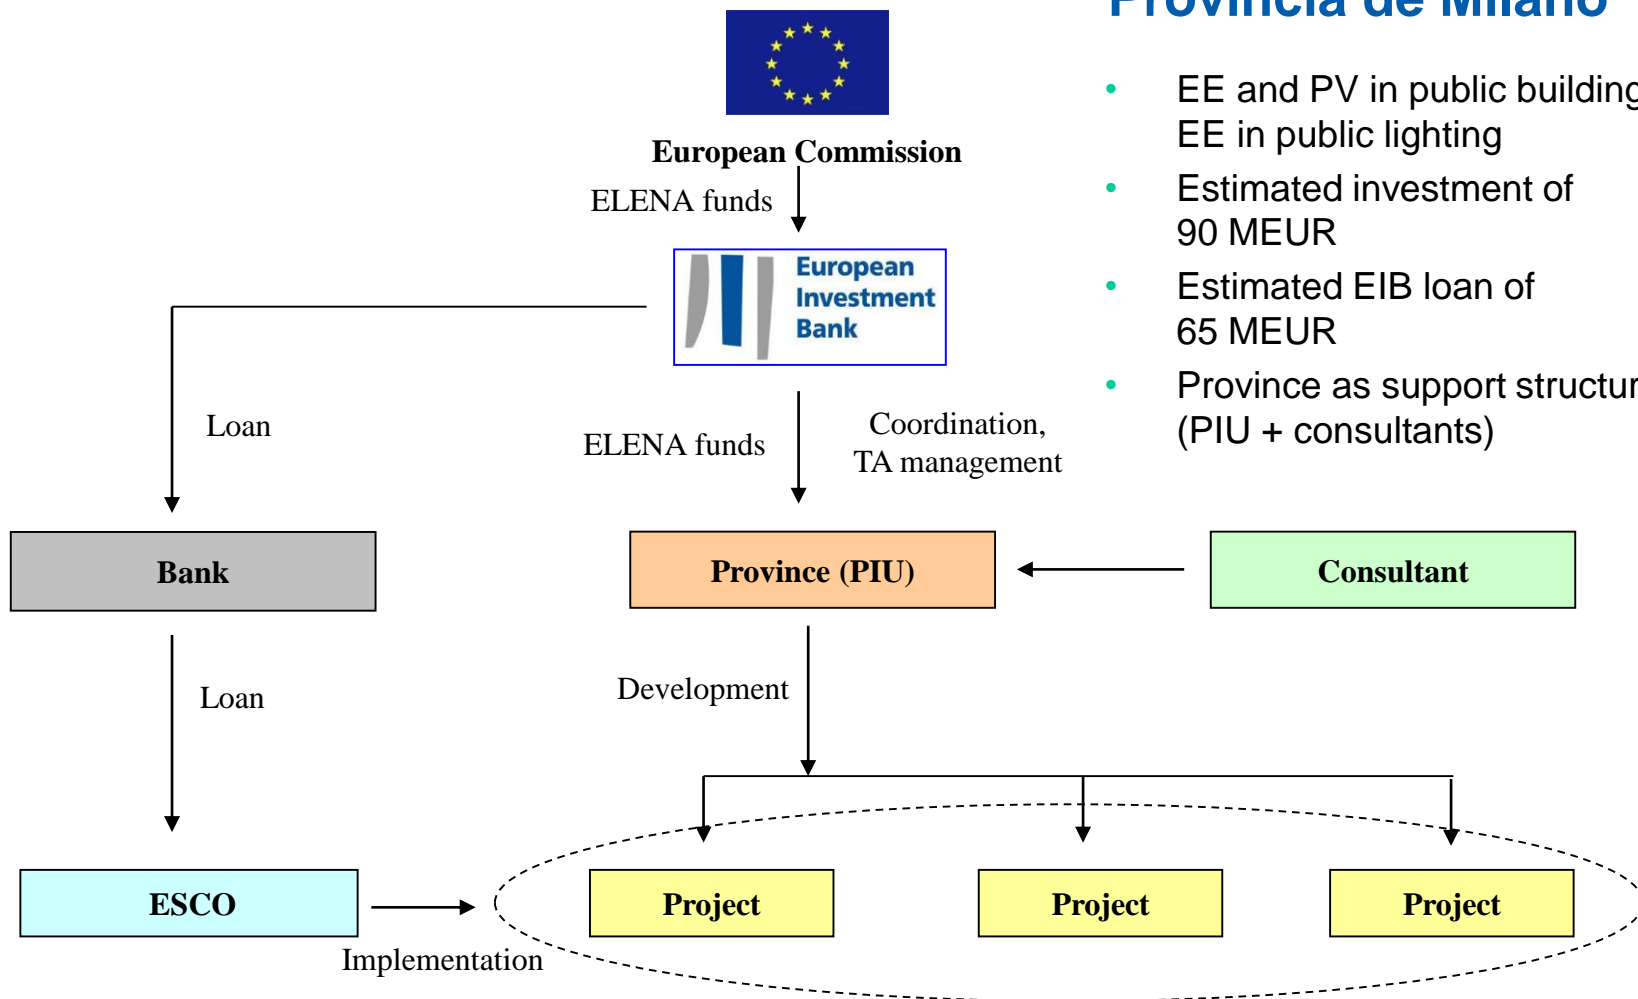 Provincia de Milano
• EE and PV in public building
EE in public lighting
• Estimated investment of
90 MEUR
• Estimated EIB loan of
65 MEUR
• Province as support structur
(PIU + consultants)
European Commission
ELENA funds
European
Investment
Bank
Loan
ELENA funds
Coordination,
TA management
Bank
Province (PIU)
Consultant
Loan
Development
ESCO
Project
Project
Project
Implementation